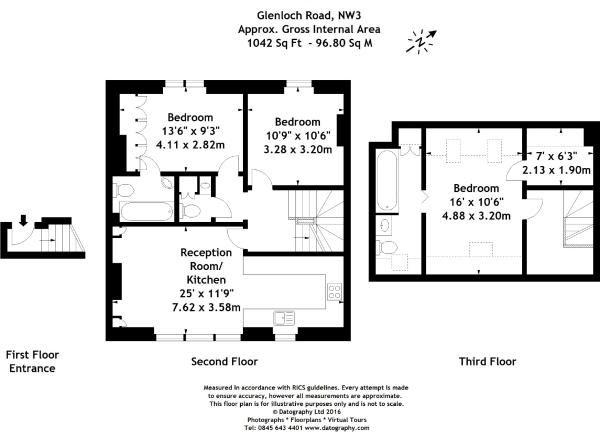 Glenloch Road, NW3
Approx. Gross Internal Area
1042 Sq Ft - 96.80 Sq M
N
Bedroom
13'6" x 9'3"
4.11 x 2.82m
Bedroom
10'9" x 10'6"
3.28 x 3.20m
7' x 6'3"
2.13 x 1.90m
Bedroom
16' x 10'6"
4.88 x 3.20m
Reception
Room/
Kitchen
25' x 11'9"
7.62 x 3.58m
First Floor
Entrance
Second Floor
Third Floor
Measured in accordance with RICS guidelines. Every attempt is made
to ensure accuracy, however all measurements are approximate.
This floor plan is for illustrative purposes only and is not to scale.
© Datography Ltd 2016
Photographs * Floorplans * Virtual Tours
Tel: 0845 643 4401 www.datography.com